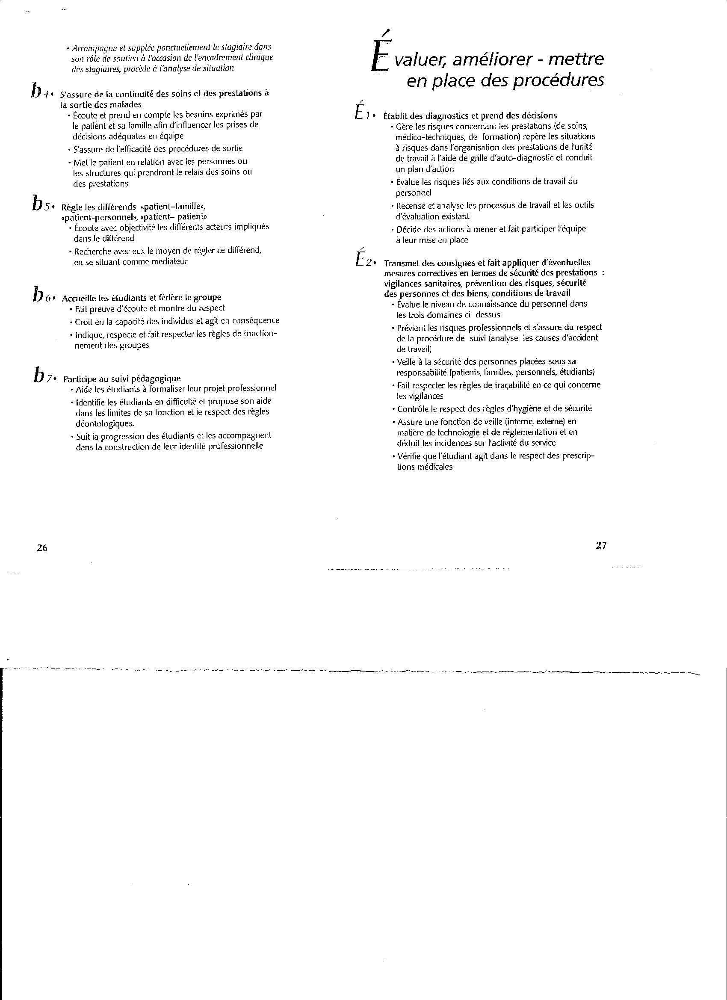 • Accompagne et supplée ponctuellement le stagiaire dans
son rôle de soutien à l'occasion de l'encadrement clinique
des stagiaires, procède à l'analyse de situation
b4• S'assure de la continuité des soins et des prestations à
la sortie des malades
• Écoute et prend en compte les besoins exprimés par
le patient et sa famille afin d'influencer les prises de
décisions adéquates en équipe
• S'assure de l'efficacité des procédures de sortie
• Met le patient en relation avec les personnes ou
les structures qui prendront le relais des soins ou
des prestations
b5• Règle les différends «patient–famille»,
«patient-personnel», «patient– patient»
• Écoute avec objectivité les différents acteurs impliqués
dans le différend
• Recherche avec eux le moyen de régler ce différend,
en se situant comme médiateur
b6• Accueille les étudiants et fédère le groupe
• Fait preuve d'écoute et montre du respect
• Croit en la capacité des individus et agit en conséquence
• Indique, respecte et fait respecter les règles de fonction-
nement des groupes
b7• Participe au suivi pédagogique
• Aide les étudiants à formaliser leur projet professionnel
• Identifie les étudiants en difficulté et propose son aide
dans les limites de sa fonction et le respect des règles
déontologiques.
• Suit la progression des étudiants et les accompagnent
dans la construction de leur identité professionnelle
26
Évaluer, améliorer - mettre
en place des procédures
É1• Établit des diagnostics et prend des décisions
• Gère les risques concernant les prestations (de soins,
médico-techniques, de formation) repère les situations
à risques dans l'organisation des prestations de l'unité
de travail à l'aide de grille d'auto-diagnostic et conduit
un plan d'action
• Évalue les risques liés aux conditions de travail du
personnel
• Recense et analyse les processus de travail et les outils
d'évaluation existant
• Décide des actions à mener et fait participer l'équipe
à leur mise en place
É2• Transmet des consignes et fait appliquer d'éventuelles
mesures correctives en termes de sécurité des prestations :
vigilances sanitaires, prévention des risques, sécurité
des personnes et des biens, conditions de travail
• Évalue le niveau de connaissance du personnel dans
les trois domaines ci dessus
• Prévient les risques professionnels et s'assure du respect
de la procédure de suivi (analyse les causes d'accident
de travail)
• Veille à la sécurité des personnes placées sous sa
responsabilité (patients, familles, personnels, étudiants)
• Fait respecter les règles de traçabilité en ce qui concerne
les vigilances
• Contrôle le respect des règles d'hygiène et de sécurité
• Assure une fonction de veille (interne, externe) en
matière de technologie et de réglementation et en
déduit les incidences sur l'activité du service
• Vérifie que l'étudiant agit dans le respect des prescrip-
tions médicales
27